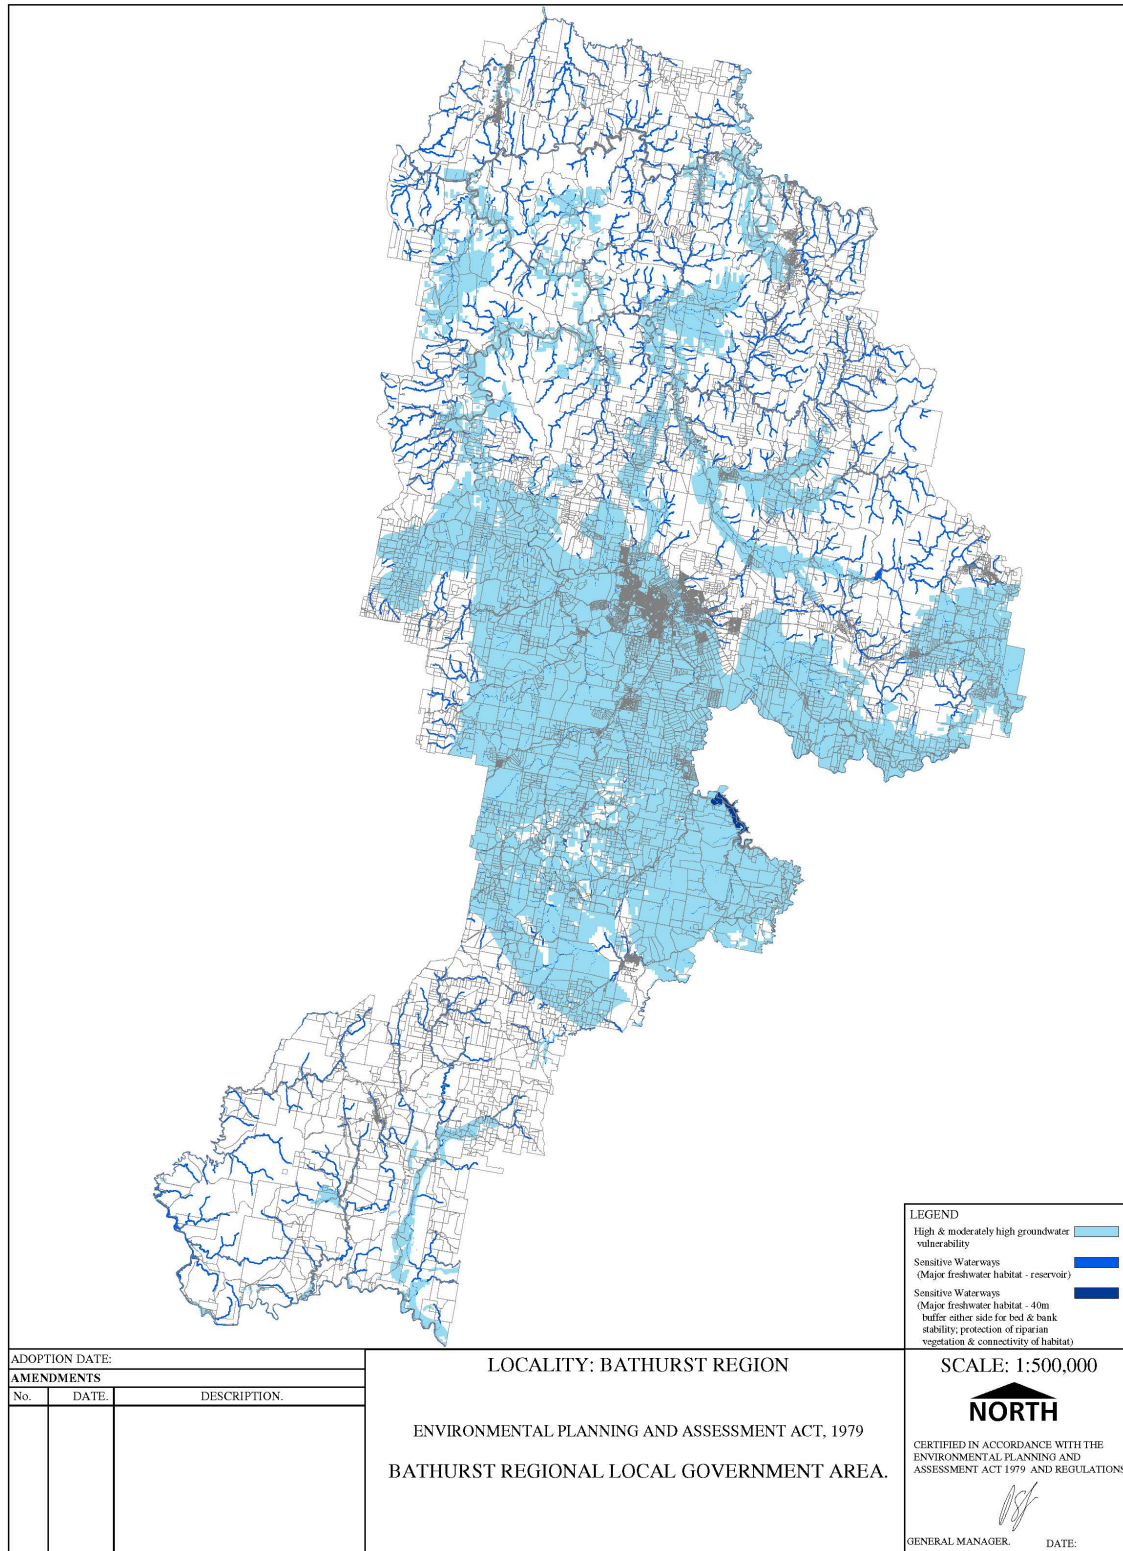 LEGEND
High & moderately high groundwater
vulnerability
Sensitive Waterways
(Major freshwater habitat - reservoir)
Sensitive Waterways
(Major freshwater habitat - 40m
buffer either side for bed & bank
stability; protection of riparian
vegetation & connectivity of habitat)
ADOPTION DATE:
AMENDMENTS
No. DATE. DESCRIPTION.
LOCALITY: BATHURST REGION
ENVIRONMENTAL PLANNING AND ASSESSMENT ACT, 1979
BATHURST REGIONAL LOCAL GOVERNMENT AREA.
SCALE: 1:500,000
NORTH
CERTIFIED IN ACCORDANCE WITH THE
ENVIRONMENTAL PLANNING AND
ASSESSMENT ACT 1979 AND REGULATIONS
GENERAL MANAGER. DATE: